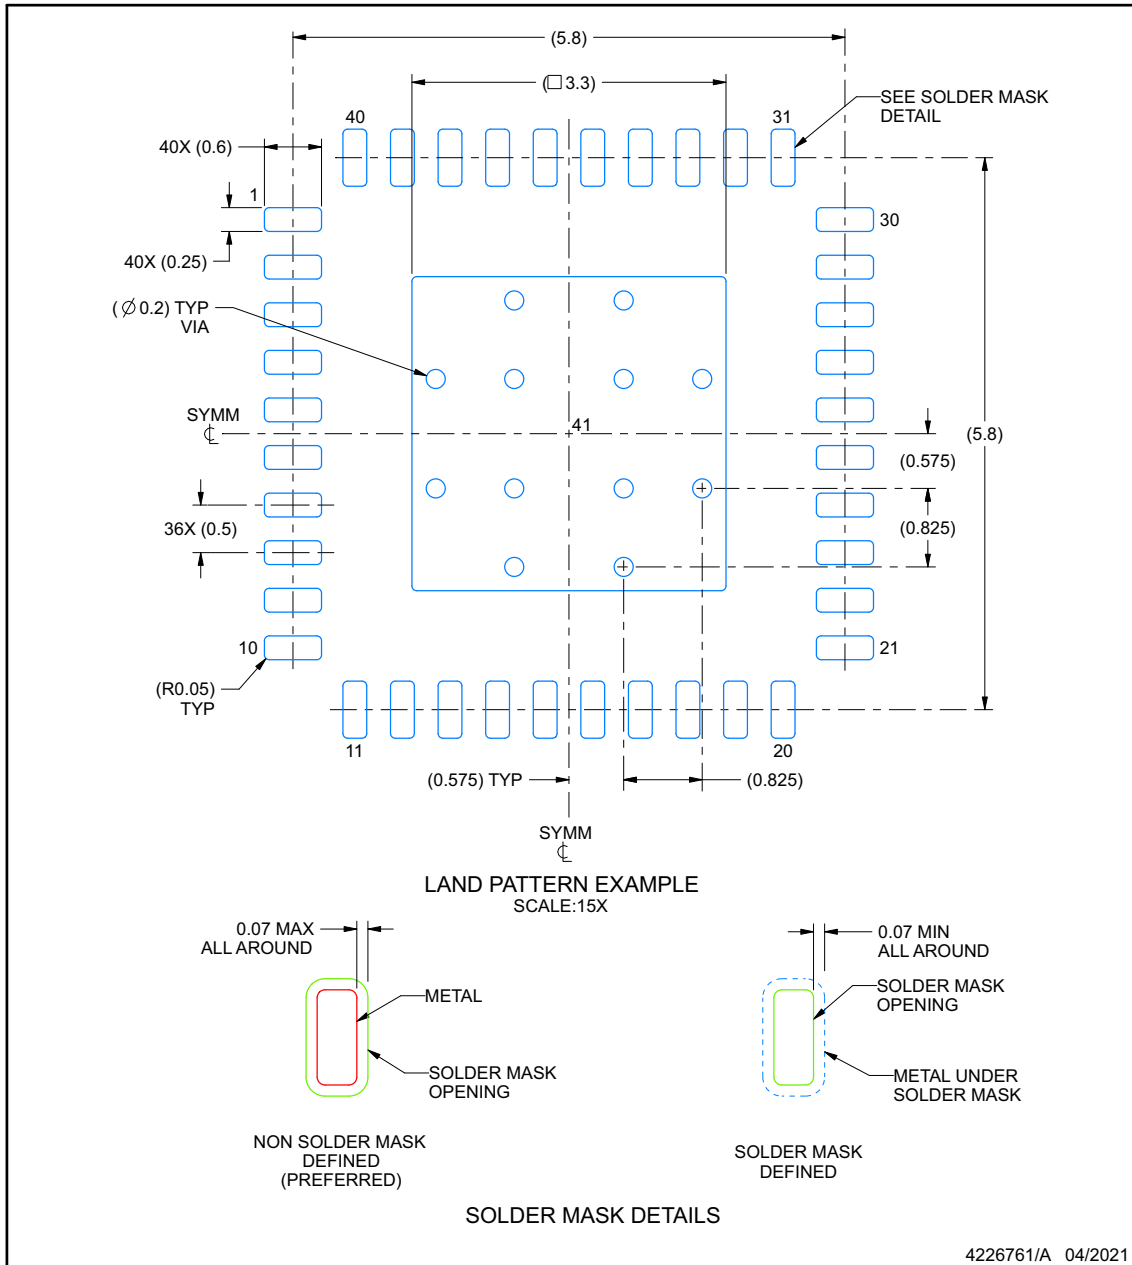 (5.8)
(□ 3.3)
SEE SOLDER MASK
DETAIL
40
31
40X (0.6)
1
30
40X (0.25)
(∅ 0.2) TYP
VIA
SYMM
℄
41
(5.8)
(0.575)
36X (0.5)
(0.825)
10
21
(R0.05)
TYP
11
20
(0.575) TYP
(0.825)
SYMM
℄
LAND PATTERN EXAMPLE
SCALE:15X
0.07 MAX
ALL AROUND
METAL
SOLDER MASK
OPENING
NON SOLDER MASK
DEFINED
(PREFERRED)
0.07 MIN
ALL AROUND
SOLDER MASK
OPENING
METAL UNDER
SOLDER MASK
SOLDER MASK
DEFINED
SOLDER MASK DETAILS
4226761/A 04/2021